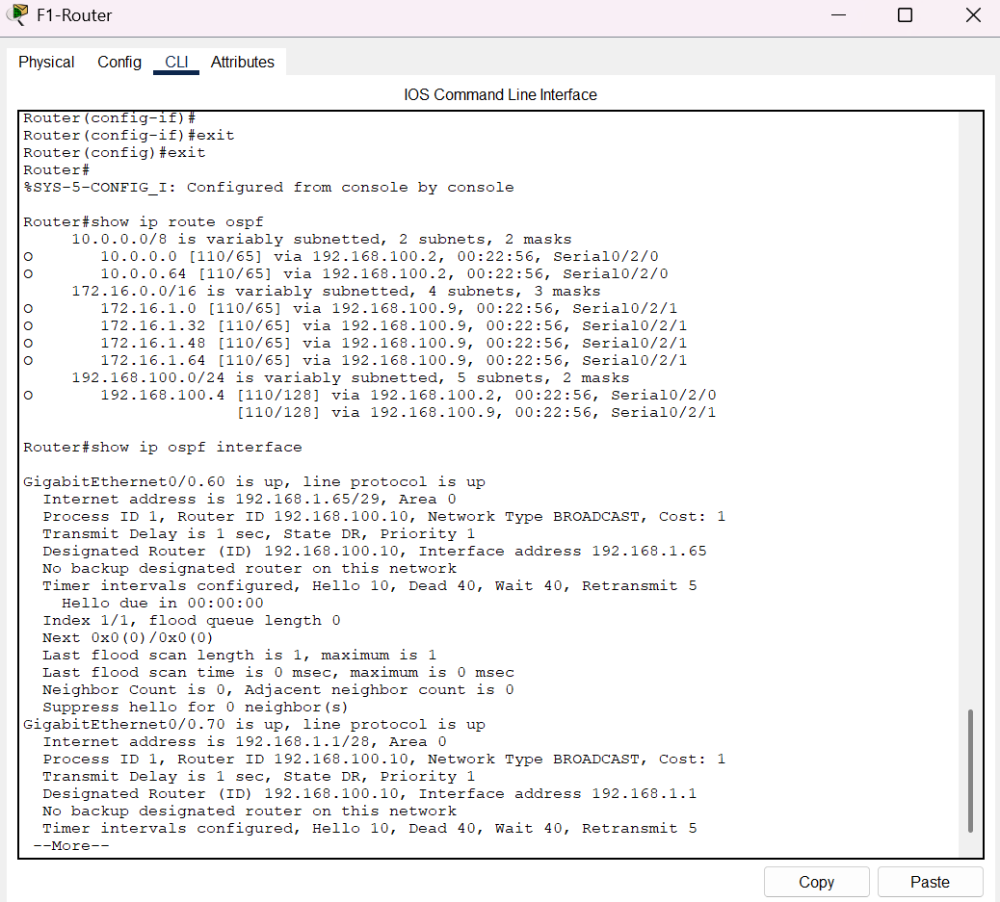 F1-Router
Physical Config CLI Attributes
IOS Command Line Interface
Router(config-if)#
Router(config-if)#exit
Router(config)#exit
Router#
%SYS-5-CONFIG_I: Configured from console by console
Router#show ip route ospf
10.0.0.0/8 is variably subnetted, 2 subnets, 2 masks
O 10.0.0.0 [110/65] via 192.168.100.2, 00:22:56, Serial0/2/0
O 10.0.0.64 [110/65] via 192.168.100.2, 00:22:56, Serial0/2/0
172.16.0.0/16 is variably subnetted, 4 subnets, 3 masks
O 172.16.1.0 [110/65] via 192.168.100.9, 00:22:56, Serial0/2/1
O 172.16.1.32 [110/65] via 192.168.100.9, 00:22:56, Serial0/2/1
O 172.16.1.48 [110/65] via 192.168.100.9, 00:22:56, Serial0/2/1
O 172.16.1.64 [110/65] via 192.168.100.9, 00:22:56, Serial0/2/1
192.168.100.0/24 is variably subnetted, 5 subnets, 2 masks
O 192.168.100.4 [110/128] via 192.168.100.2, 00:22:56, Serial0/2/0
[110/128] via 192.168.100.9, 00:22:56, Serial0/2/1
Router#show ip ospf interface
GigabitEthernet0/0.60 is up, line protocol is up
Internet address is 192.168.1.65/29, Area 0
Process ID 1, Router ID 192.168.100.10, Network Type BROADCAST, Cost: 1
Transmit Delay is 1 sec, State DR, Priority 1
Designated Router (ID) 192.168.100.10, Interface address 192.168.1.65
No backup designated router on this network
Timer intervals configured, Hello 10, Dead 40, Wait 40, Retransmit 5
Hello due in 00:00:00
Index 1/1, flood queue length 0
Next 0x0(0)/0x0(0)
Last flood scan length is 1, maximum is 1
Last flood scan time is 0 msec, maximum is 0 msec
Neighbor Count is 0, Adjacent neighbor count is 0
Suppress hello for 0 neighbor(s)
GigabitEthernet0/0.70 is up, line protocol is up
Internet address is 192.168.1.1/28, Area 0
Process ID 1, Router ID 192.168.100.10, Network Type BROADCAST, Cost: 1
Transmit Delay is 1 sec, State DR, Priority 1
Designated Router (ID) 192.168.100.10, Interface address 192.168.1.1
No backup designated router on this network
Timer intervals configured, Hello 10, Dead 40, Wait 40, Retransmit 5
--More--
Copy Paste